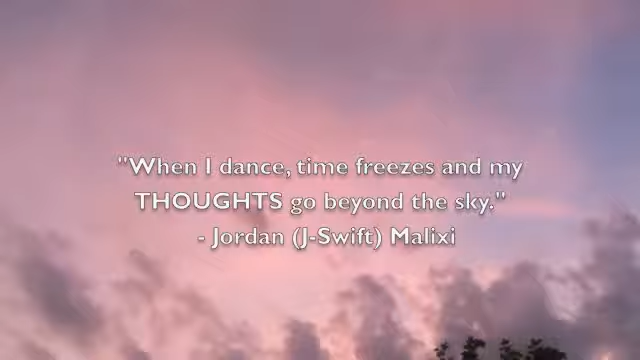 "When I dance, time freezes and my
THOUGHTS go beyond the sky."
- Jordan (J-Swift) Malixi